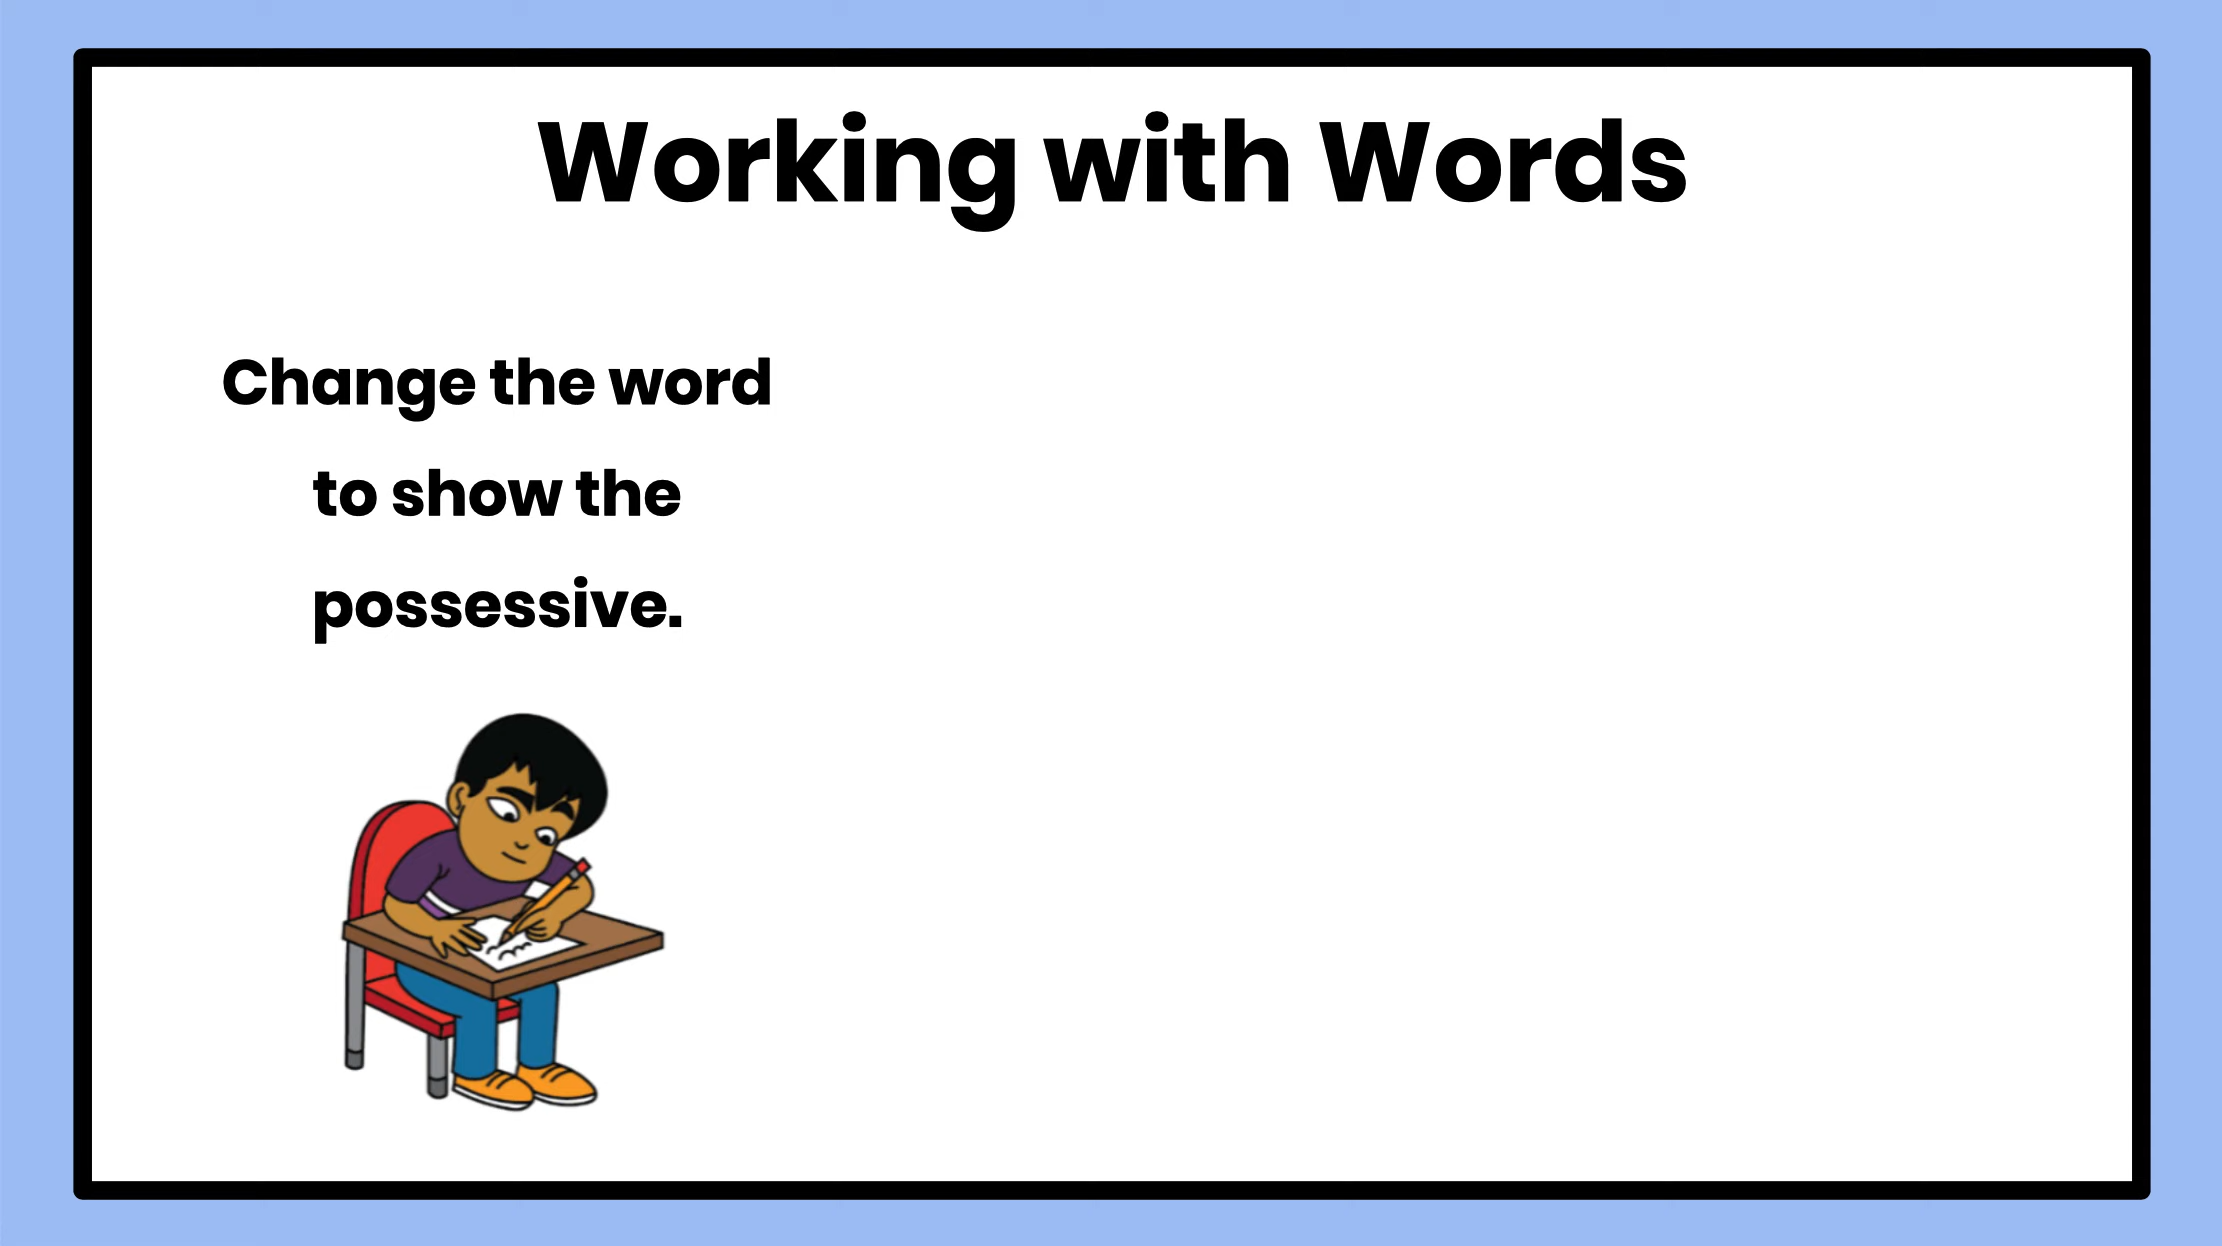 Working with Words
Change the word
to show the
possessive.